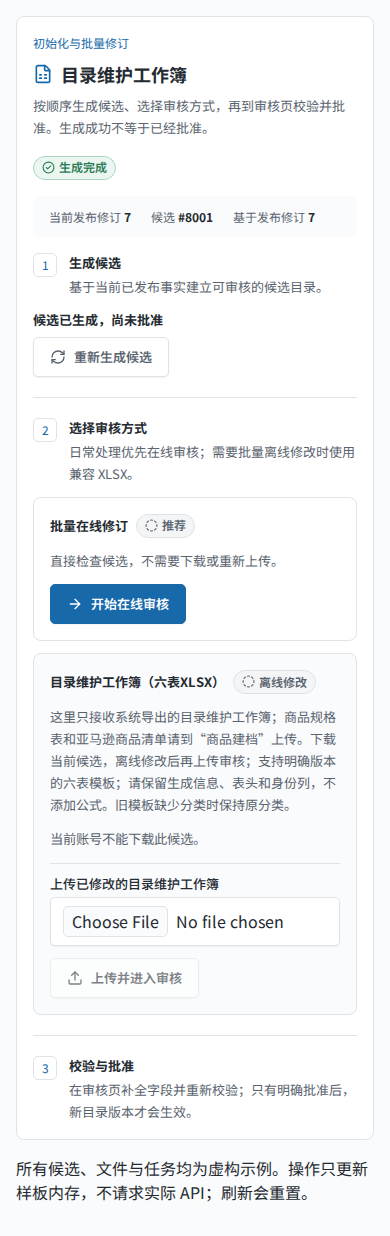 初始化与批量修订
目录维护工作簿
按顺序生成候选、选择审核方式，再到审核页校验并批
准。生成成功不等于已经批准。
生成完成
当前发布修订 7 候选 #8001 基于发布修订 7
1 生成候选
基于当前已发布事实建立可审核的候选目录。
候选已生成，尚未批准
重新生成候选
2 选择审核方式
日常处理优先在线审核；需要批量离线修改时使用
兼容 XLSX。
批量在线修订 推荐
直接检查候选，不需要下载或重新上传。
开始在线审核
目录维护工作簿（六表XLSX） 离线修改
这里只接收系统导出的目录维护工作簿；商品规格
表和亚马逊商品清单请到“商品建档”上传。下载
当前候选，离线修改后再上传审核；支持明确版本
的六表模板；请保留生成信息、表头和身份列，不
添加公式。旧模板缺少分类时保持原分类。
当前账号不能下载此候选。
上传已修改的目录维护工作簿
Choose File No file chosen
上传并进入审核
3 校验与批准
在审核页补全字段并重新校验；只有明确批准后，
新目录版本才会生效。
所有候选、文件与任务均为虚构示例。操作只更新
样板内存，不请求实际 API；刷新会重置。